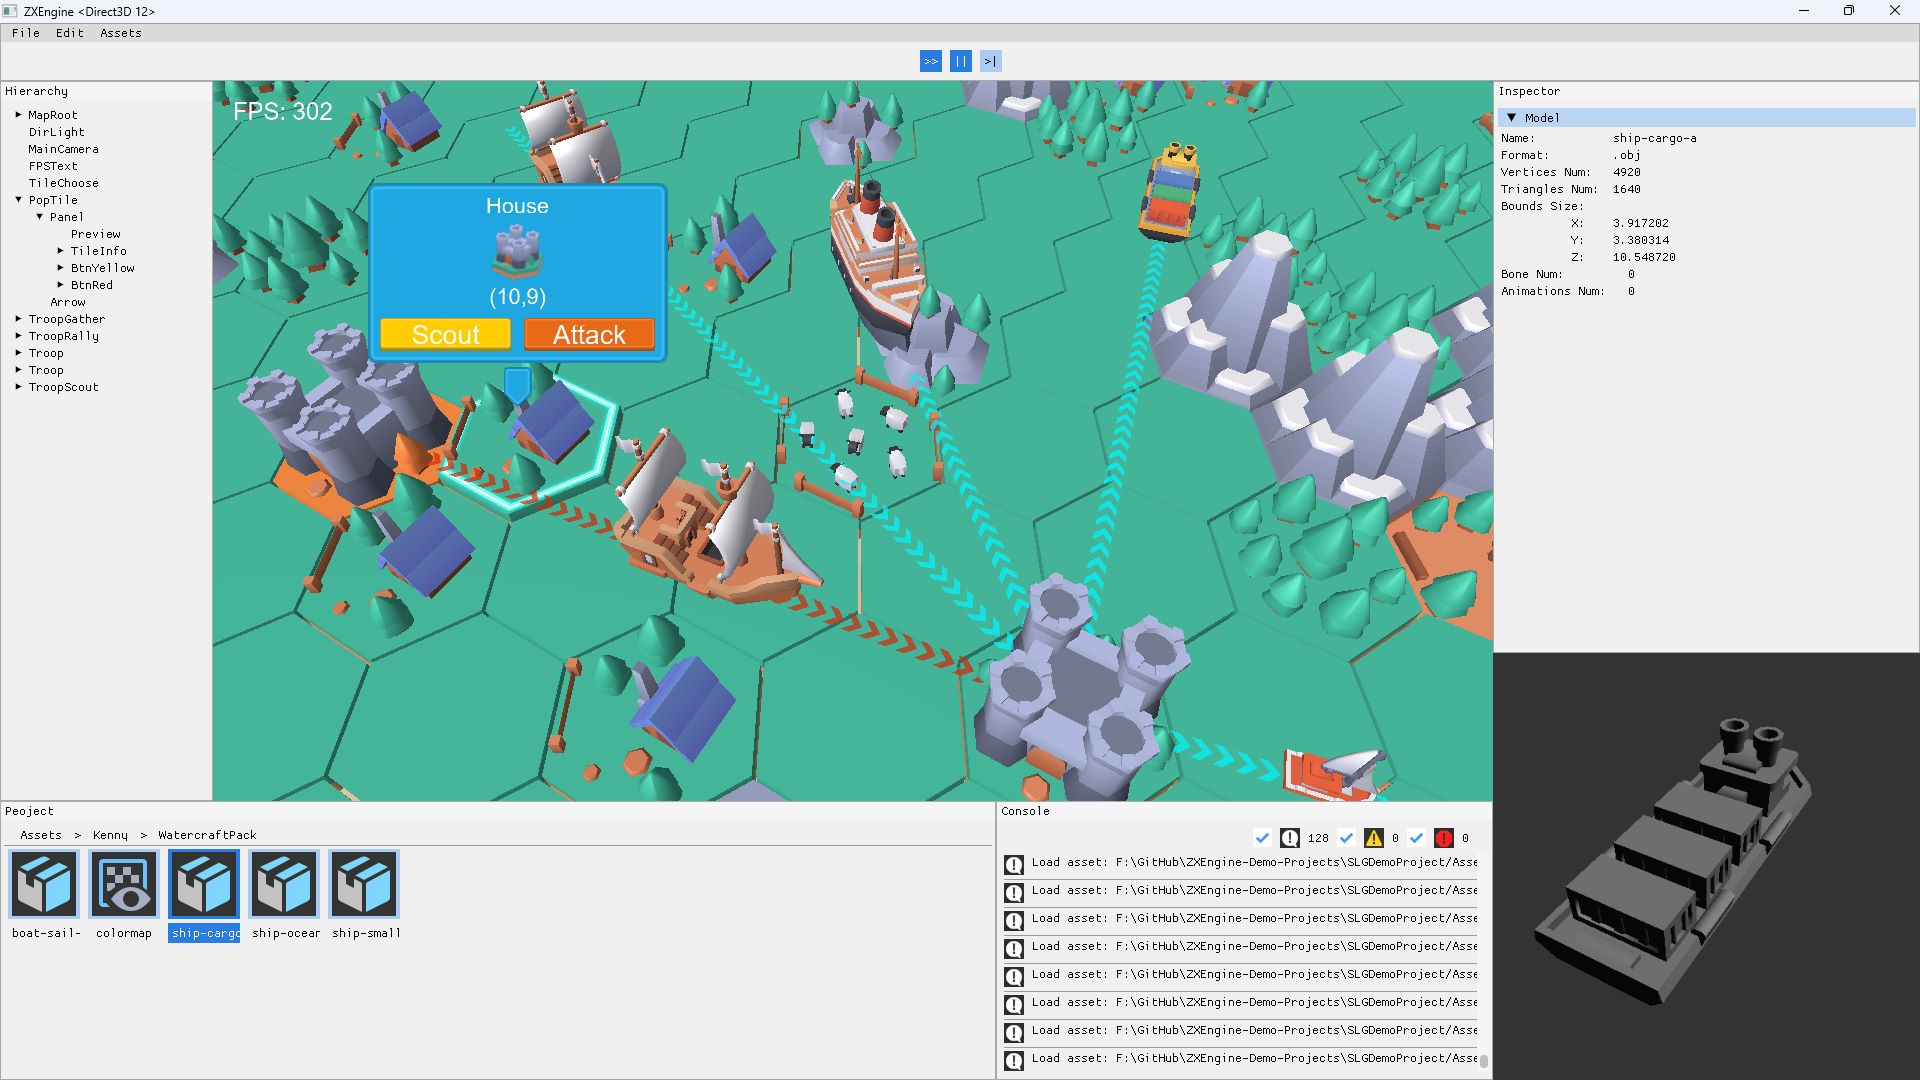 ZXEngine <Direct3D 12>
File Edit Assets
>> || >|
Hierarchy
MapRoot
DirLight
MainCamera
FPSText
TileChoose
PopTile
Panel
Preview
TileInfo
BtnYellow
BtnRed
Arrow
TroopGather
TroopRally
Troop
Troop
TroopScout
FPS: 302
House
(10,9)
Scout Attack
Inspector
Model
Name: ship-cargo-a
Format: .obj
Vertices Num: 4920
Triangles Num: 1640
Bounds Size:
X: 3.917202
Y: 3.380314
Z: 10.548720
Bone Num: 0
Animations Num: 0
Peoject
Assets > Kenny > WatercraftPack
boat-sail- colormap ship-cargo ship-ocear ship-small
Console
128 0 0
Load asset: F:\GitHub\ZXEngine-Demo-Projects\SLGDemoProject/Asse
Load asset: F:\GitHub\ZXEngine-Demo-Projects\SLGDemoProject/Asse
Load asset: F:\GitHub\ZXEngine-Demo-Projects\SLGDemoProject/Asse
Load asset: F:\GitHub\ZXEngine-Demo-Projects\SLGDemoProject/Asse
Load asset: F:\GitHub\ZXEngine-Demo-Projects\SLGDemoProject/Asse
Load asset: F:\GitHub\ZXEngine-Demo-Projects\SLGDemoProject/Asse
Load asset: F:\GitHub\ZXEngine-Demo-Projects\SLGDemoProject/Asse
Load asset: F:\GitHub\ZXEngine-Demo-Projects\SLGDemoProject/Asse